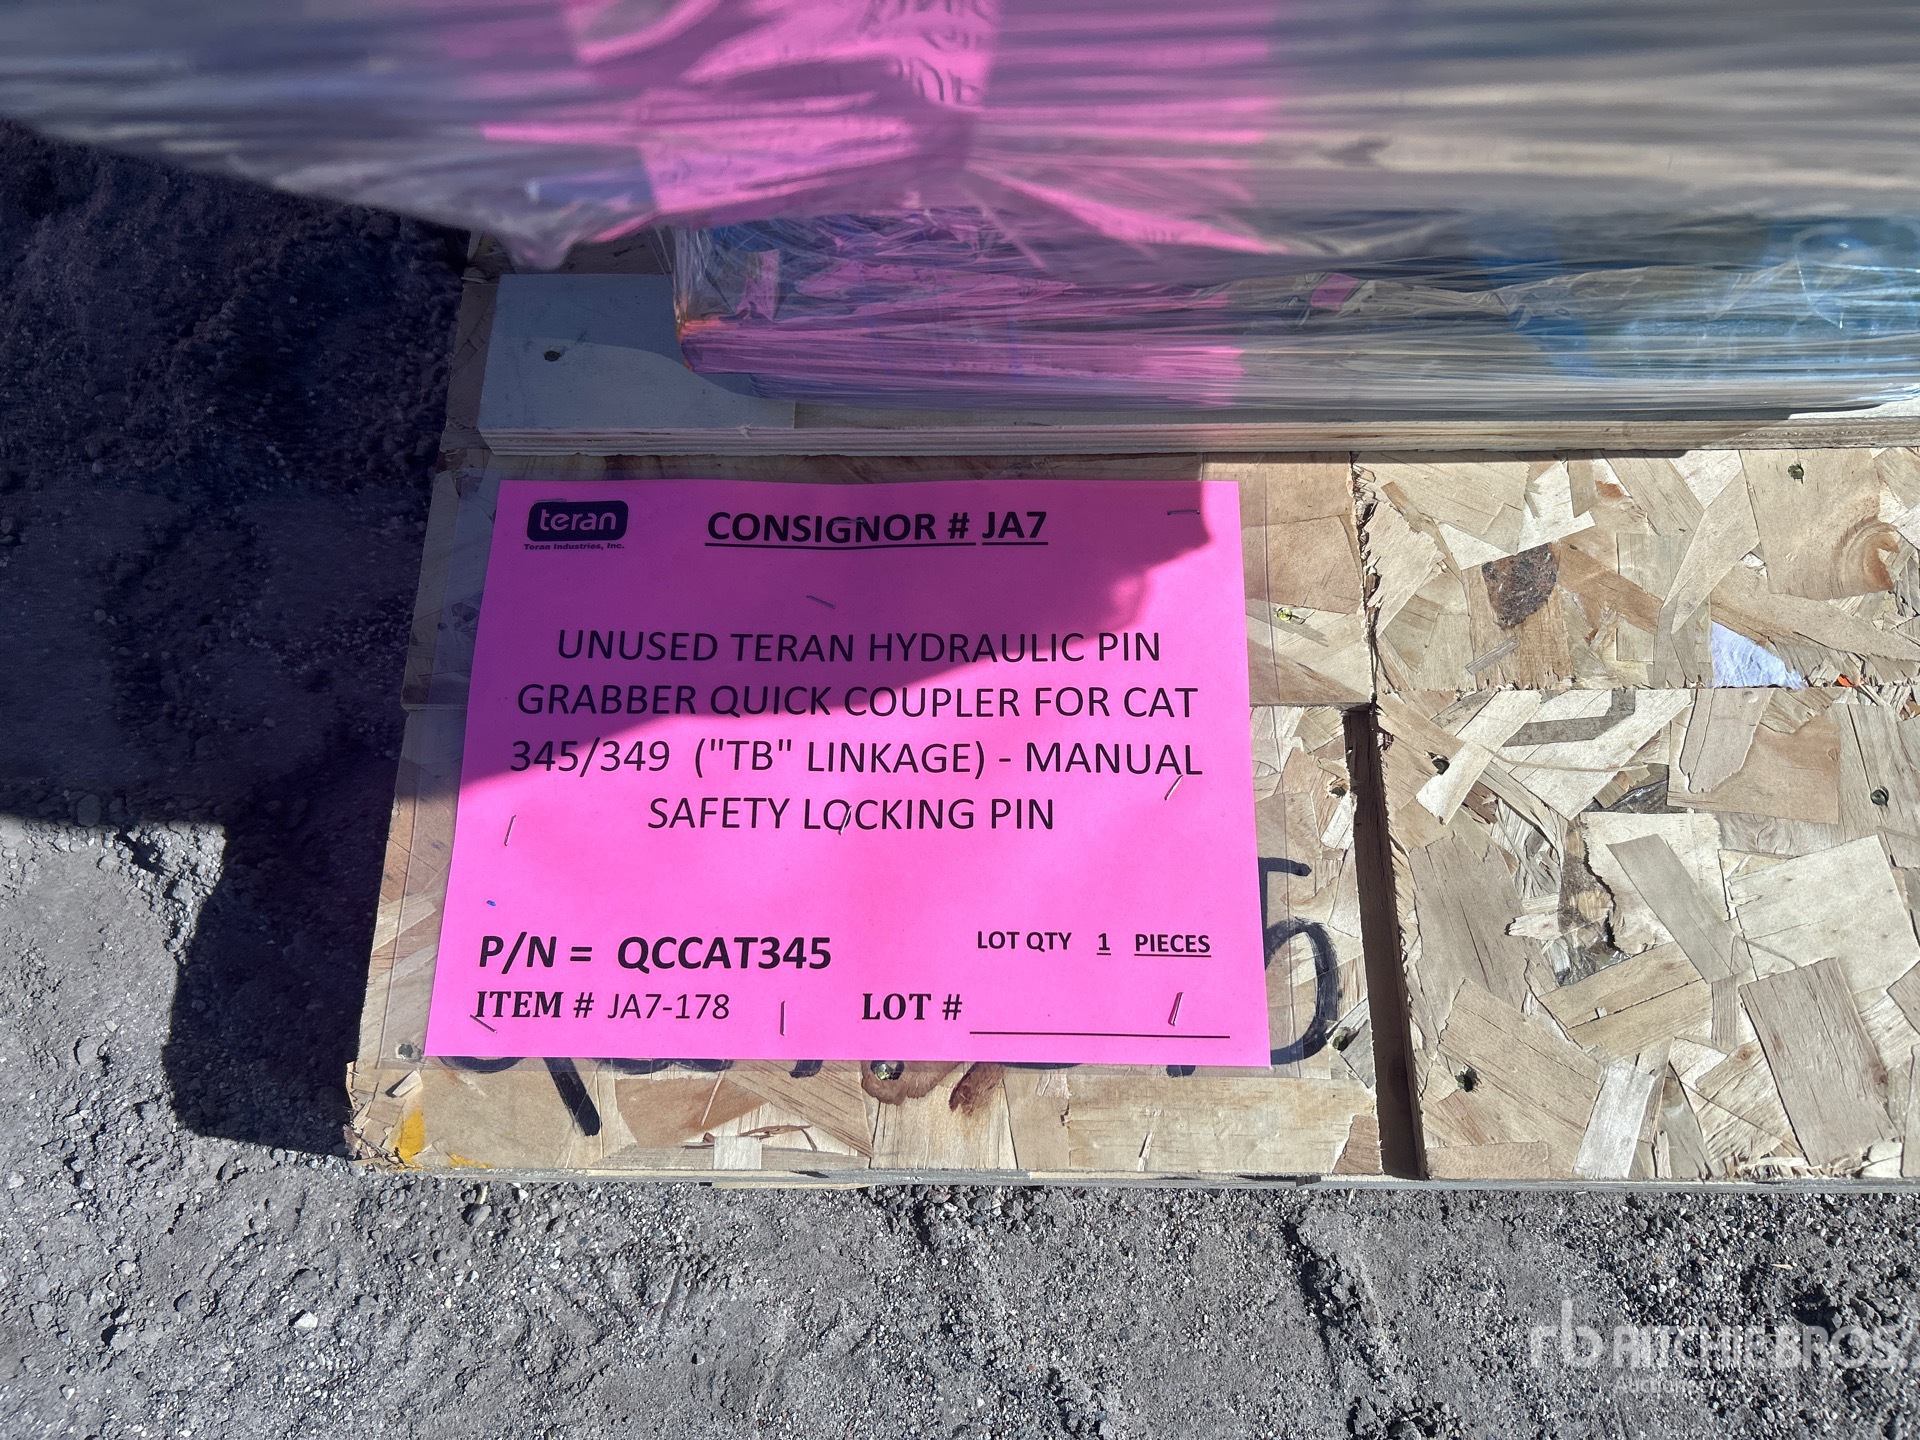 teran
Teran Industries, Inc.
CONSIGNOR # JA7
UNUSED TERAN HYDRAULIC PIN
GRABBER QUICK COUPLER FOR CAT
345/349 ("TB" LINKAGE) - MANUAL
SAFETY LOCKING PIN
P/N = QCCAT345
LOT QTY 1 PIECES
ITEM # JA7-178
LOT #
rb RITCHIE BROS
Auctioneers